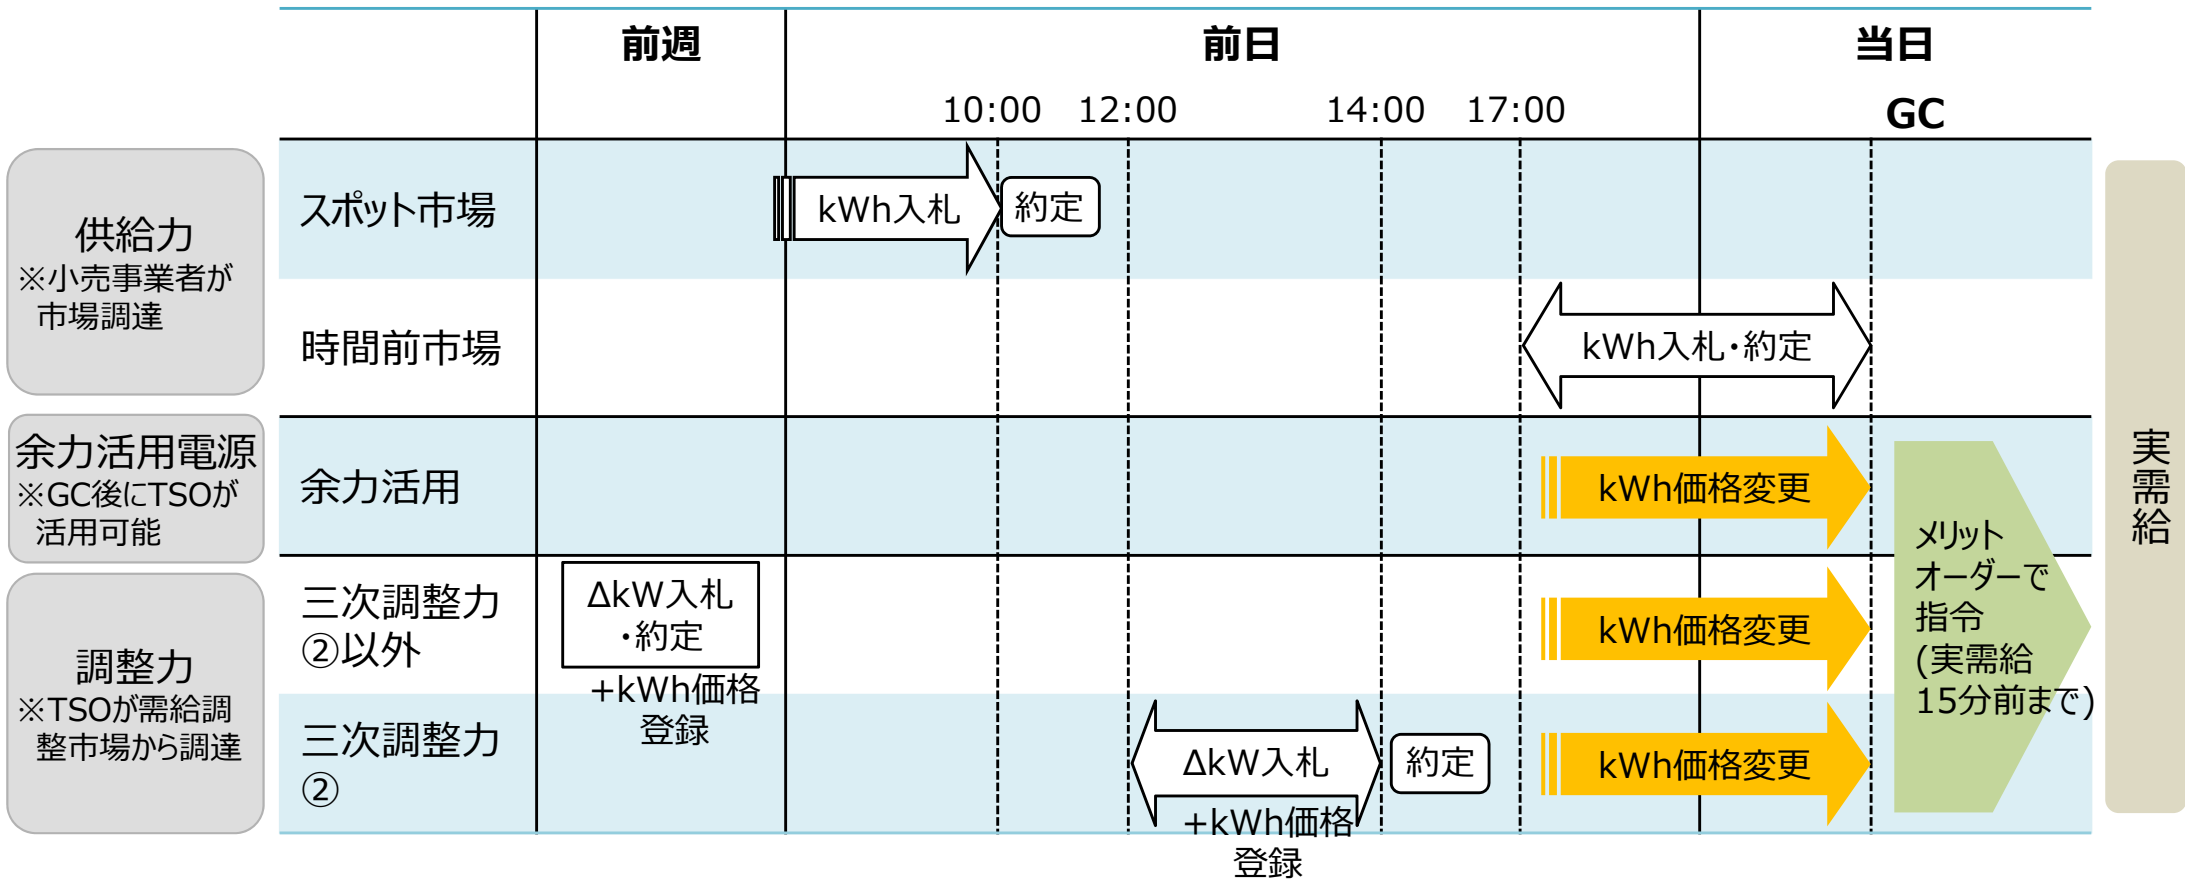 前週
前日
当日
10:00
12:00
14:00
17:00
GC
供給力
※小売事業者が
市場調達
スポット市場
kWh入札
約定
時間前市場
kWh入札・約定
余力活用電源
※GC後にTSOが
活用可能
余力活用
kWh価格変更
調整力
※TSOが需給調
整市場から調達
三次調整力
②以外
ΔkW入札
・約定
+kWh価格
登録
kWh価格変更
三次調整力
②
ΔkW入札
+kWh価格
登録
約定
kWh価格変更
メリット
オーダーで
指令
(実需給
15分前まで)
実需給